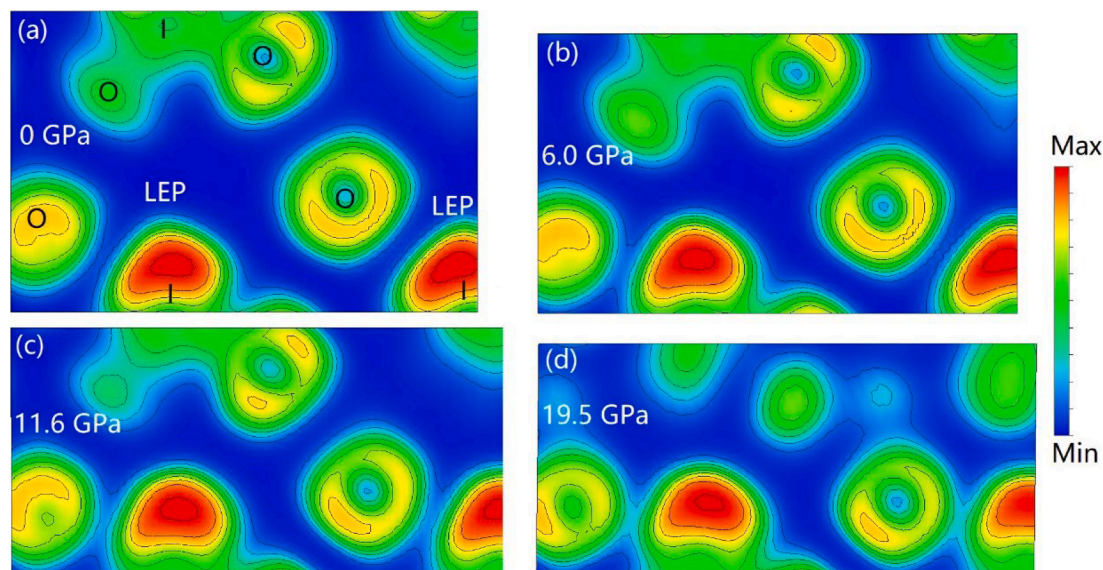 (a)
I
O
O
0 GPa
LEP
O
O
LEP
I
I
(b)
6.0 GPa
Max
Min
(c)
11.6 GPa
(d)
19.5 GPa